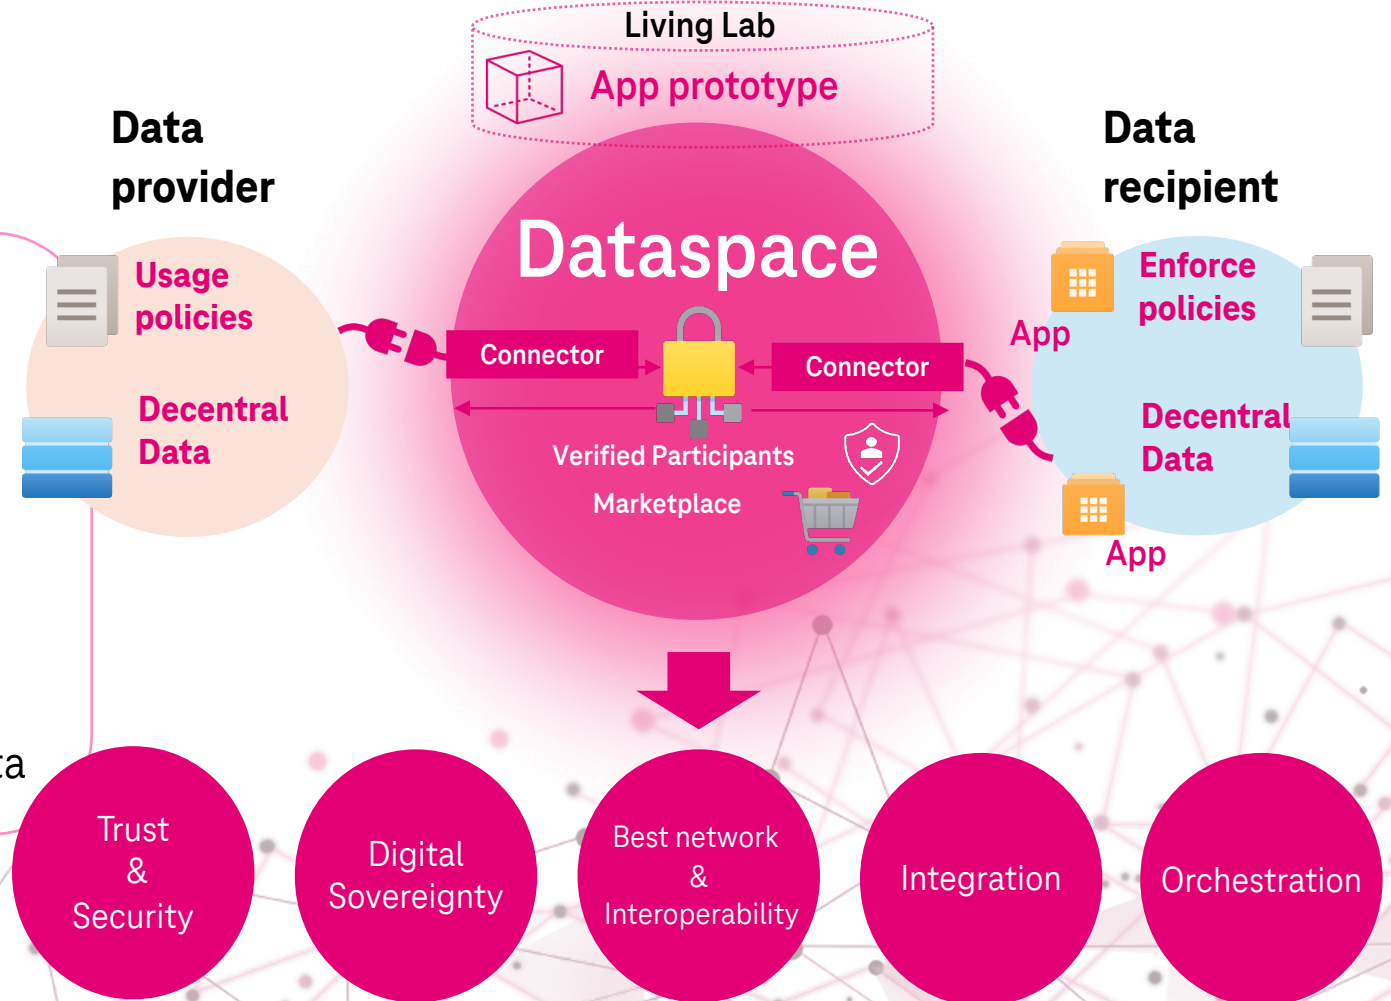 Living Lab
App prototype
Data
provider
Data
recipient
Dataspace
Usage
policies
Decentral
Data
Connector
Connector
Verified Participants
Marketplace
Enforce
policies
App
Decentral
Data
App
ta
Trust
&
Security
Digital
Sovereignty
Best network
&
Interoperability
Integration
Orchestration